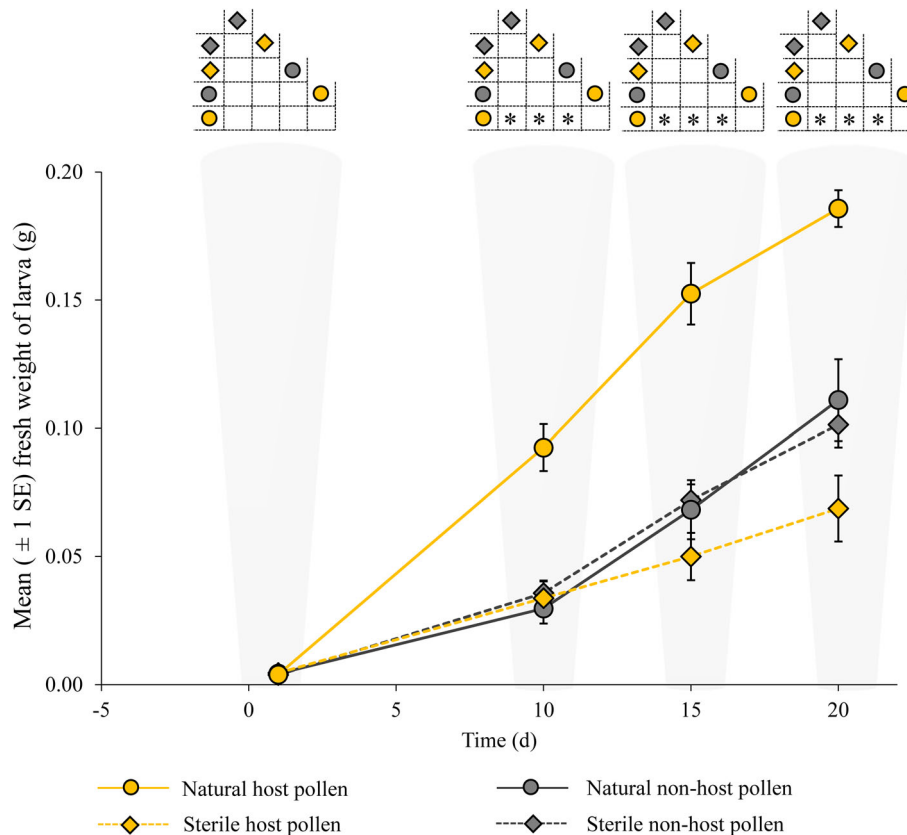 * * *
* * *
* * *
0.20
0.15
0.10
0.05
0.00
-5 0 5 10 15 20
Mean ( ± 1 SE) fresh weight of larva (g)
Time (d)
Natural host pollen
Natural non-host pollen
Sterile host pollen
Sterile non-host pollen